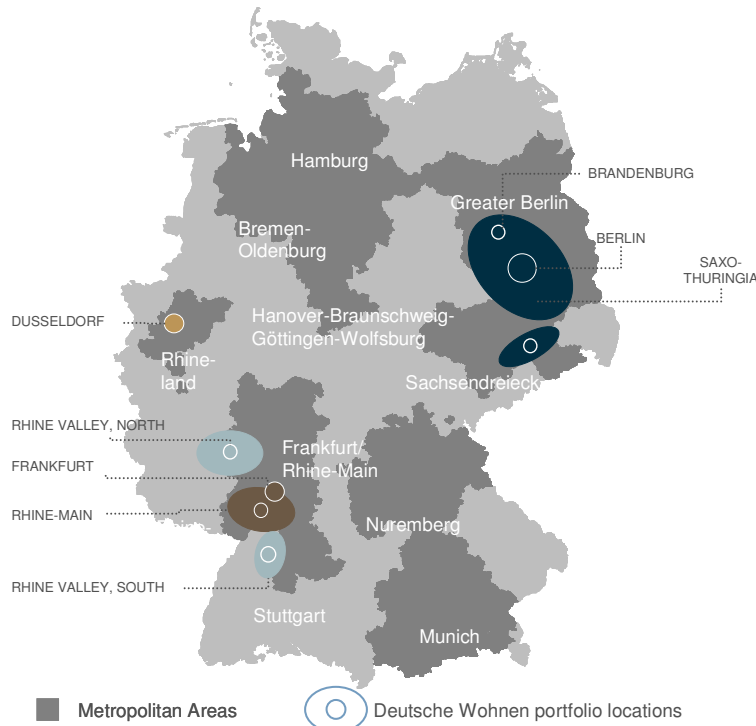 Hamburg
BRANDENBURG
Greater Berlin
Bremen-
Oldenburg
BERLIN
SAXO-
THURINGIA
DUSSELDORF
Hanover-Braunschweig-
Göttingen-Wolfsburg
Rhine-
land
Sachsendreieck
RHINE VALLEY, NORTH
Frankfurt/
Rhine-Main
FRANKFURT
RHINE-MAIN
Nuremberg
RHINE VALLEY, SOUTH
Stuttgart
Munich
Metropolitan Areas
Deutsche Wohnen portfolio locations